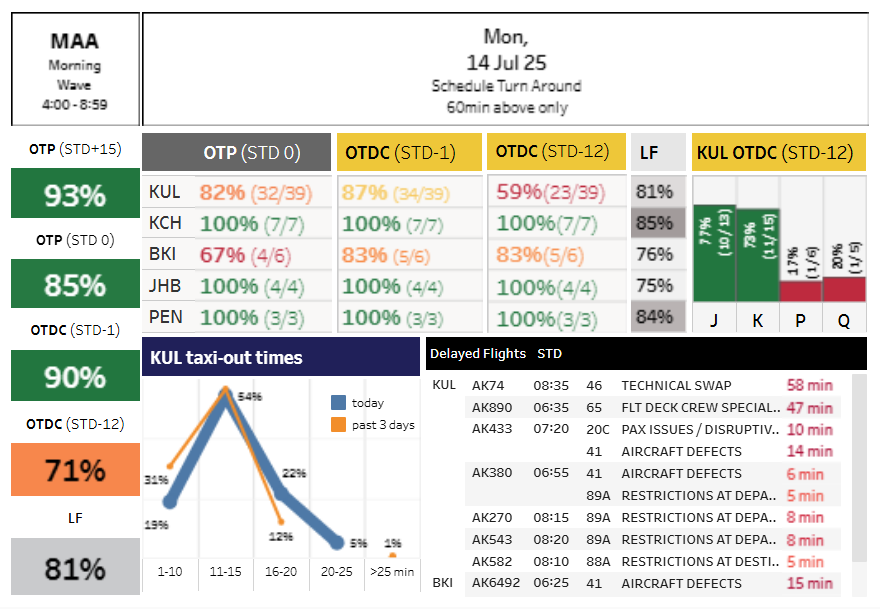 MAA
Morning
Wave
4:00 - 8:59
Mon,
14 Jul 25
Schedule Turn Around
60min above only
OTP (STD+15)
93%
OTP (STD 0)
85%
OTDC (STD-1)
90%
OTDC (STD-12)
71%
LF
81%
OTP (STD 0) OTDC (STD-1) OTDC (STD-12) LF
KUL 82% (32/39) 87% (34/39) 59%(23/39) 81%
KCH 100% (7/7) 100% (7/7) 100%(7/7) 85%
BKI 67% (4/6) 83% (5/6) 83%(5/6) 76%
JHB 100% (4/4) 100% (4/4) 100%(4/4) 75%
PEN 100% (3/3) 100% (3/3) 100%(3/3) 84%
KUL OTDC (STD-12)
77%
(10/13)
73%
(11/15)
17%
(1/6)
20%
(1/5)
J K P Q
KUL taxi-out times
54%
today
past 3 days
31%
22%
19%
12%
5%
1%
1-10 11-15 16-20 20-25 >25 min
Delayed Flights STD
KUL AK74 08:35 46 TECHNICAL SWAP 58 min
AK890 06:35 65 FLT DECK CREW SPECIAL.. 47 min
AK433 07:20 20C PAX ISSUES / DISRUPTIV.. 10 min
41 AIRCRAFT DEFECTS 14 min
AK380 06:55 41 AIRCRAFT DEFECTS 6 min
89A RESTRICTIONS AT DEPA.. 5 min
AK270 08:15 89A RESTRICTIONS AT DEPA.. 8 min
AK543 08:20 89A RESTRICTIONS AT DEPA.. 8 min
AK582 08:10 88A RESTRICTIONS AT DESTI.. 5 min
BKI AK6492 06:25 41 AIRCRAFT DEFECTS 15 min